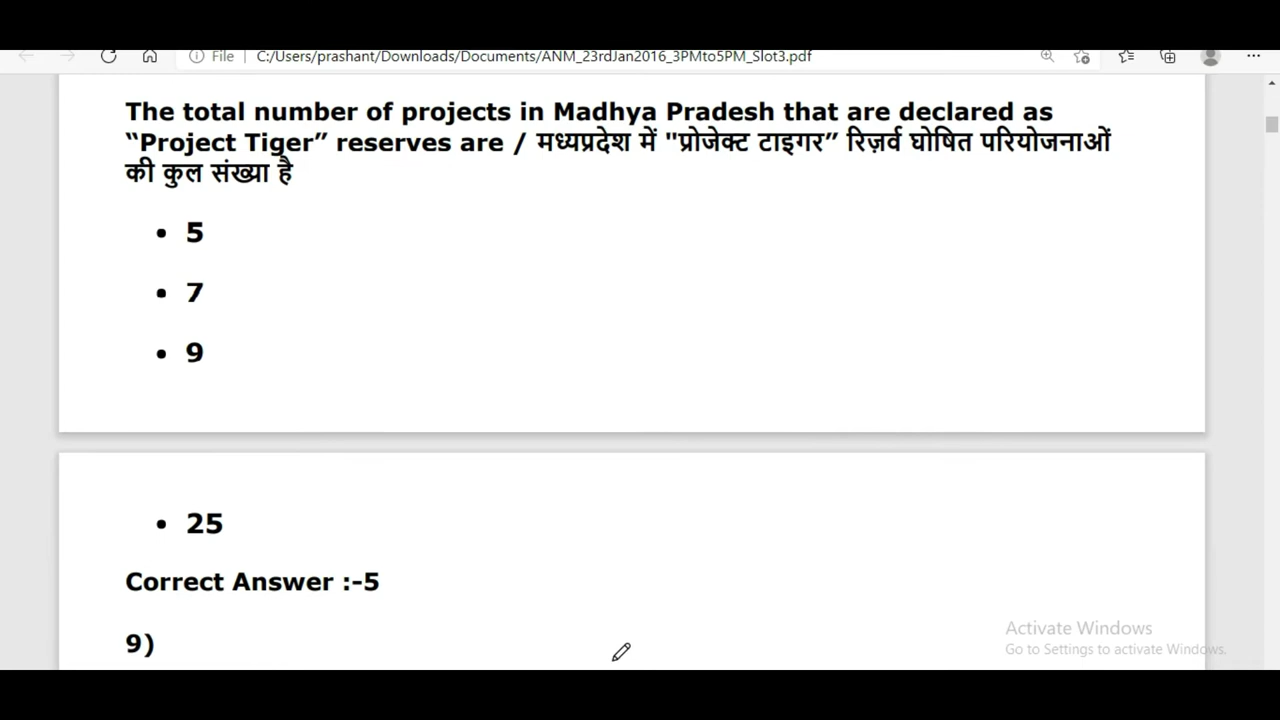 File
C:/Users/prashant/Downloads/Documents/ANM_23rdJan2016_3PMto5PM_Slot3.pdf
The total number of projects in Madhya Pradesh that are declared as
“Project Tiger” reserves are / मध्यप्रदेश में "प्रोजेक्ट टाइगर” रिज़र्व घोषित परियोजनाओं
की कुल संख्या है
• 5
• 7
• 9
• 25
Correct Answer :-5
9)
Activate Windows
Go to Settings to activate Windows.